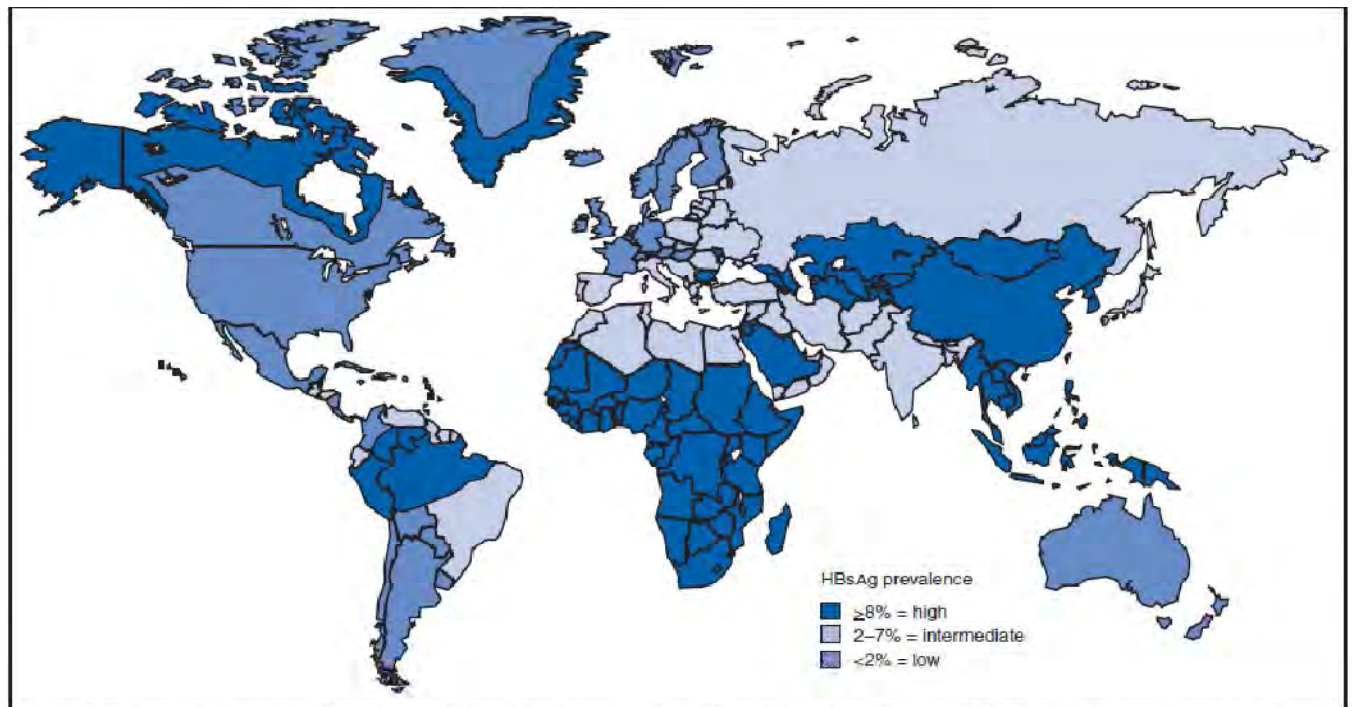 HBsAg prevalence
≥8% = high
2–7% = intermediate
<2% = low